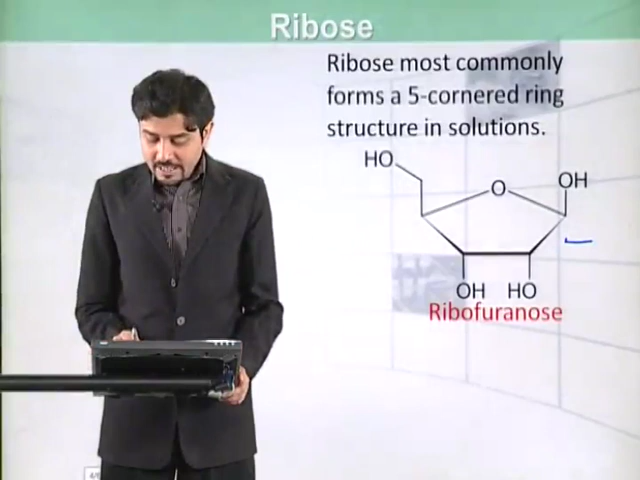 Ribose
Ribose most commonly
forms a 5-cornered ring
structure in solutions.
HO
O
OH
OH HO
Ribofuranose